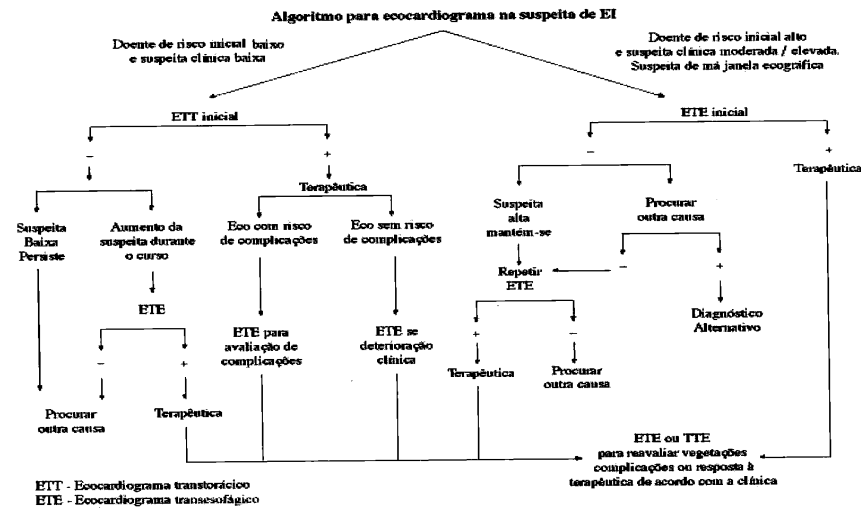 Algoritmo para ecocardiograma na suspeita de EI
Doente de risco inicial baixo
e suspeita clínica baixa
Doente de risco inicial alto
e suspeita clínica moderada / elevada.
Suspeita de má janela ecográfica
ETT inicial
ETE inicial
–
+
–
+
Terapêutica
Terapêutica
Suspeita
Baixa
Persiste
Aumento da
suspeita durante
o curso
Eco com risco
de complicações
Eco sem risco
de complicações
Suspeita
alta
mantém-se
Procurar
outra causa
–
+
Repetir
ETE
ETE
Diagnóstico
Alternativo
–
+
ETE para
avaliação de
complicações
ETE se
deterioração
clínica
+
–
Terapêutica
Procurar
outra causa
Procurar
outra causa
Terapêutica
ETE ou TTE
para reavaliar vegetações
complicações ou resposta à
terapêutica de acordo com a clínica
ETT - Ecocardiograma transtorácico
ETE - Ecocardiograma transesofágico